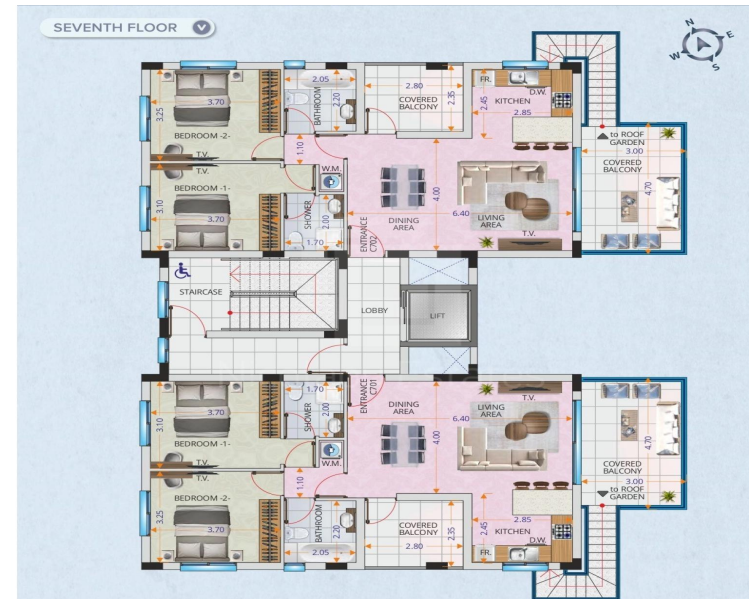 SEVENTH FLOOR
N
E
W
S
2.05
2.20
BATHROOM
3.25
3.70
BEDROOM -2-
T.V.
2.80
COVERED
BALCONY
2.35
FR.
D.W.
KITCHEN
2.45
2.85
to ROOF
GARDEN
3.00
COVERED
BALCONY
4.70
1.10
W.M.
T.V.
BEDROOM -1-
3.10
3.70
SHOWER
2.00
1.70
ENTRANCE
C702
DINING
AREA
4.00
6.40
LIVING
AREA
T.V.
STAIRCASE
LOBBY
LIFT
1.70
SHOWER
2.00
3.10
3.70
BEDROOM -1-
T.V.
W.M.
ENTRANCE
C701
DINING
AREA
6.40
4.00
T.V.
LIVING
AREA
4.70
COVERED
BALCONY
3.00
to ROOF
GARDEN
T.V.
BEDROOM -2-
3.25
3.70
1.10
BATHROOM
2.20
2.05
COVERED
BALCONY
2.80
2.35
2.45
2.85
KITCHEN
D.W.
FR.